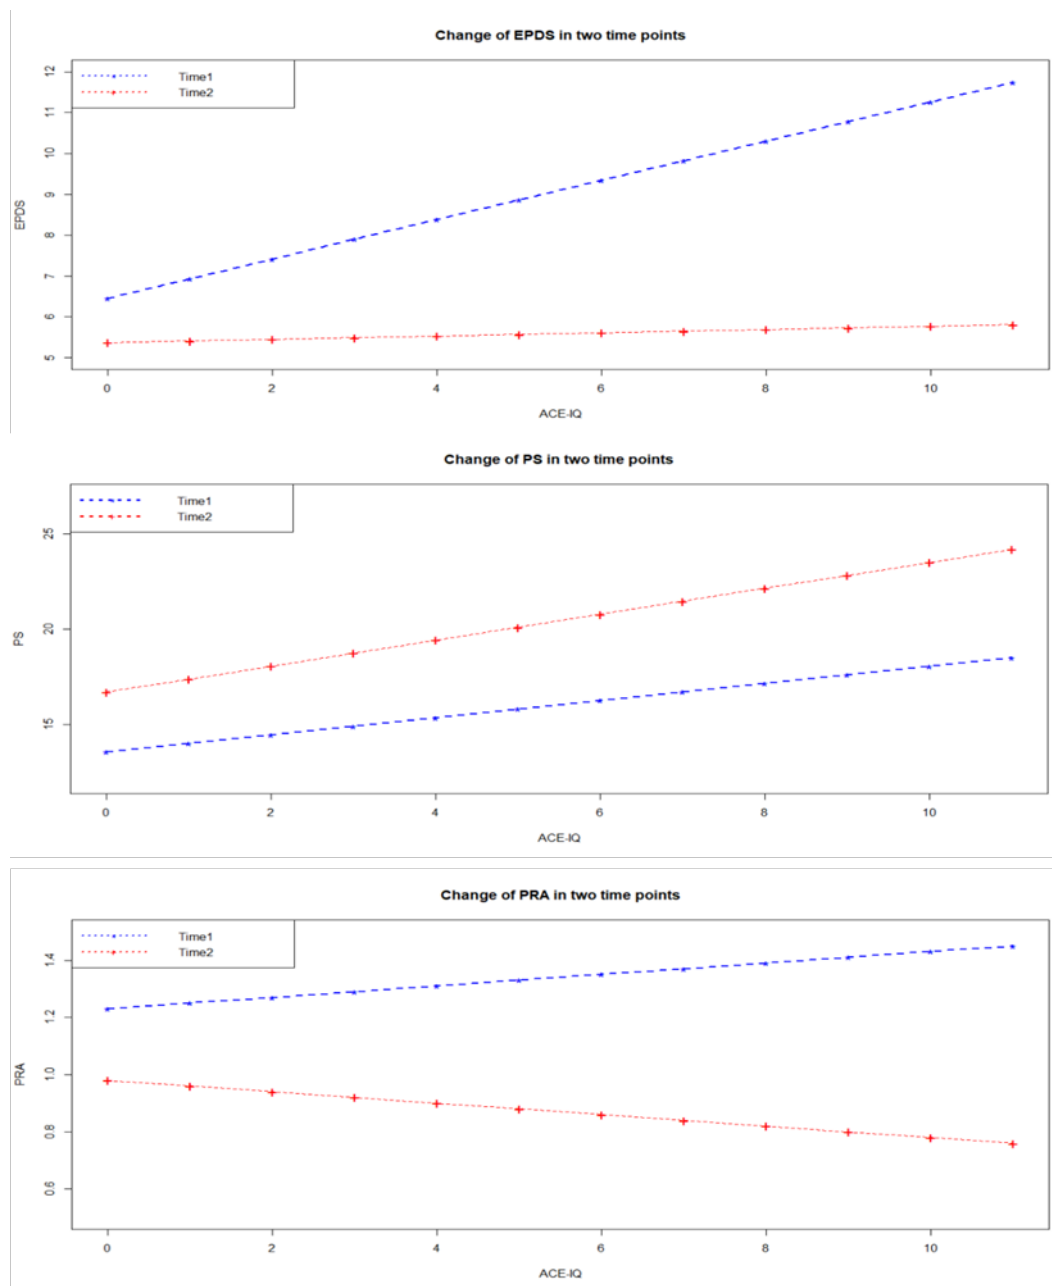 Change of EPDS in two time points
Time1
Time2
12
11
10
9
8
7
6
5
EPDS
0 2 4 6 8 10
ACE-IQ
Change of PS in two time points
Time1
Time2
25
20
15
PS
0 2 4 6 8 10
ACE-IQ
Change of PRA in two time points
Time1
Time2
1.4
1.2
1.0
0.8
0.6
PRA
0 2 4 6 8 10
ACE-IQ